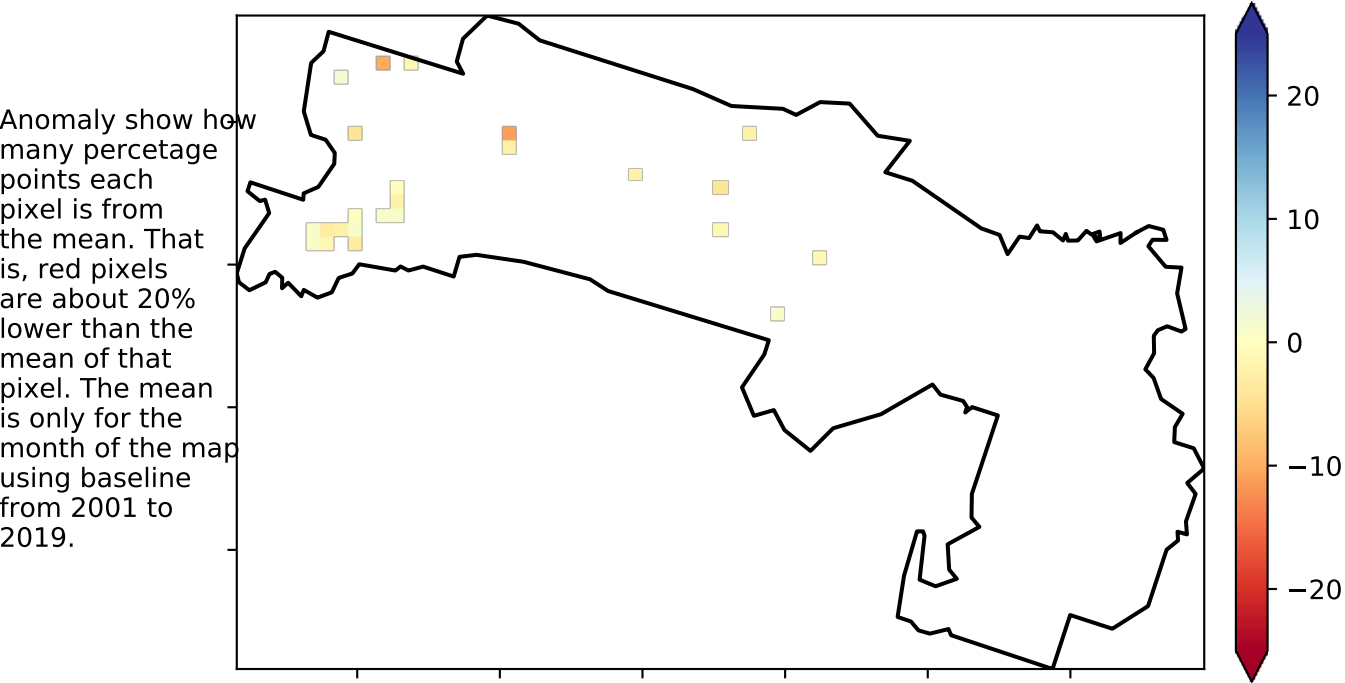 Anomaly show how
many percetage
points each
pixel is from
the mean. That
is, red pixels
are about 20%
lower than the
mean of that
pixel. The mean
is only for the
month of the map
using baseline
from 2001 to
2019.
20
10
0
−10
−20